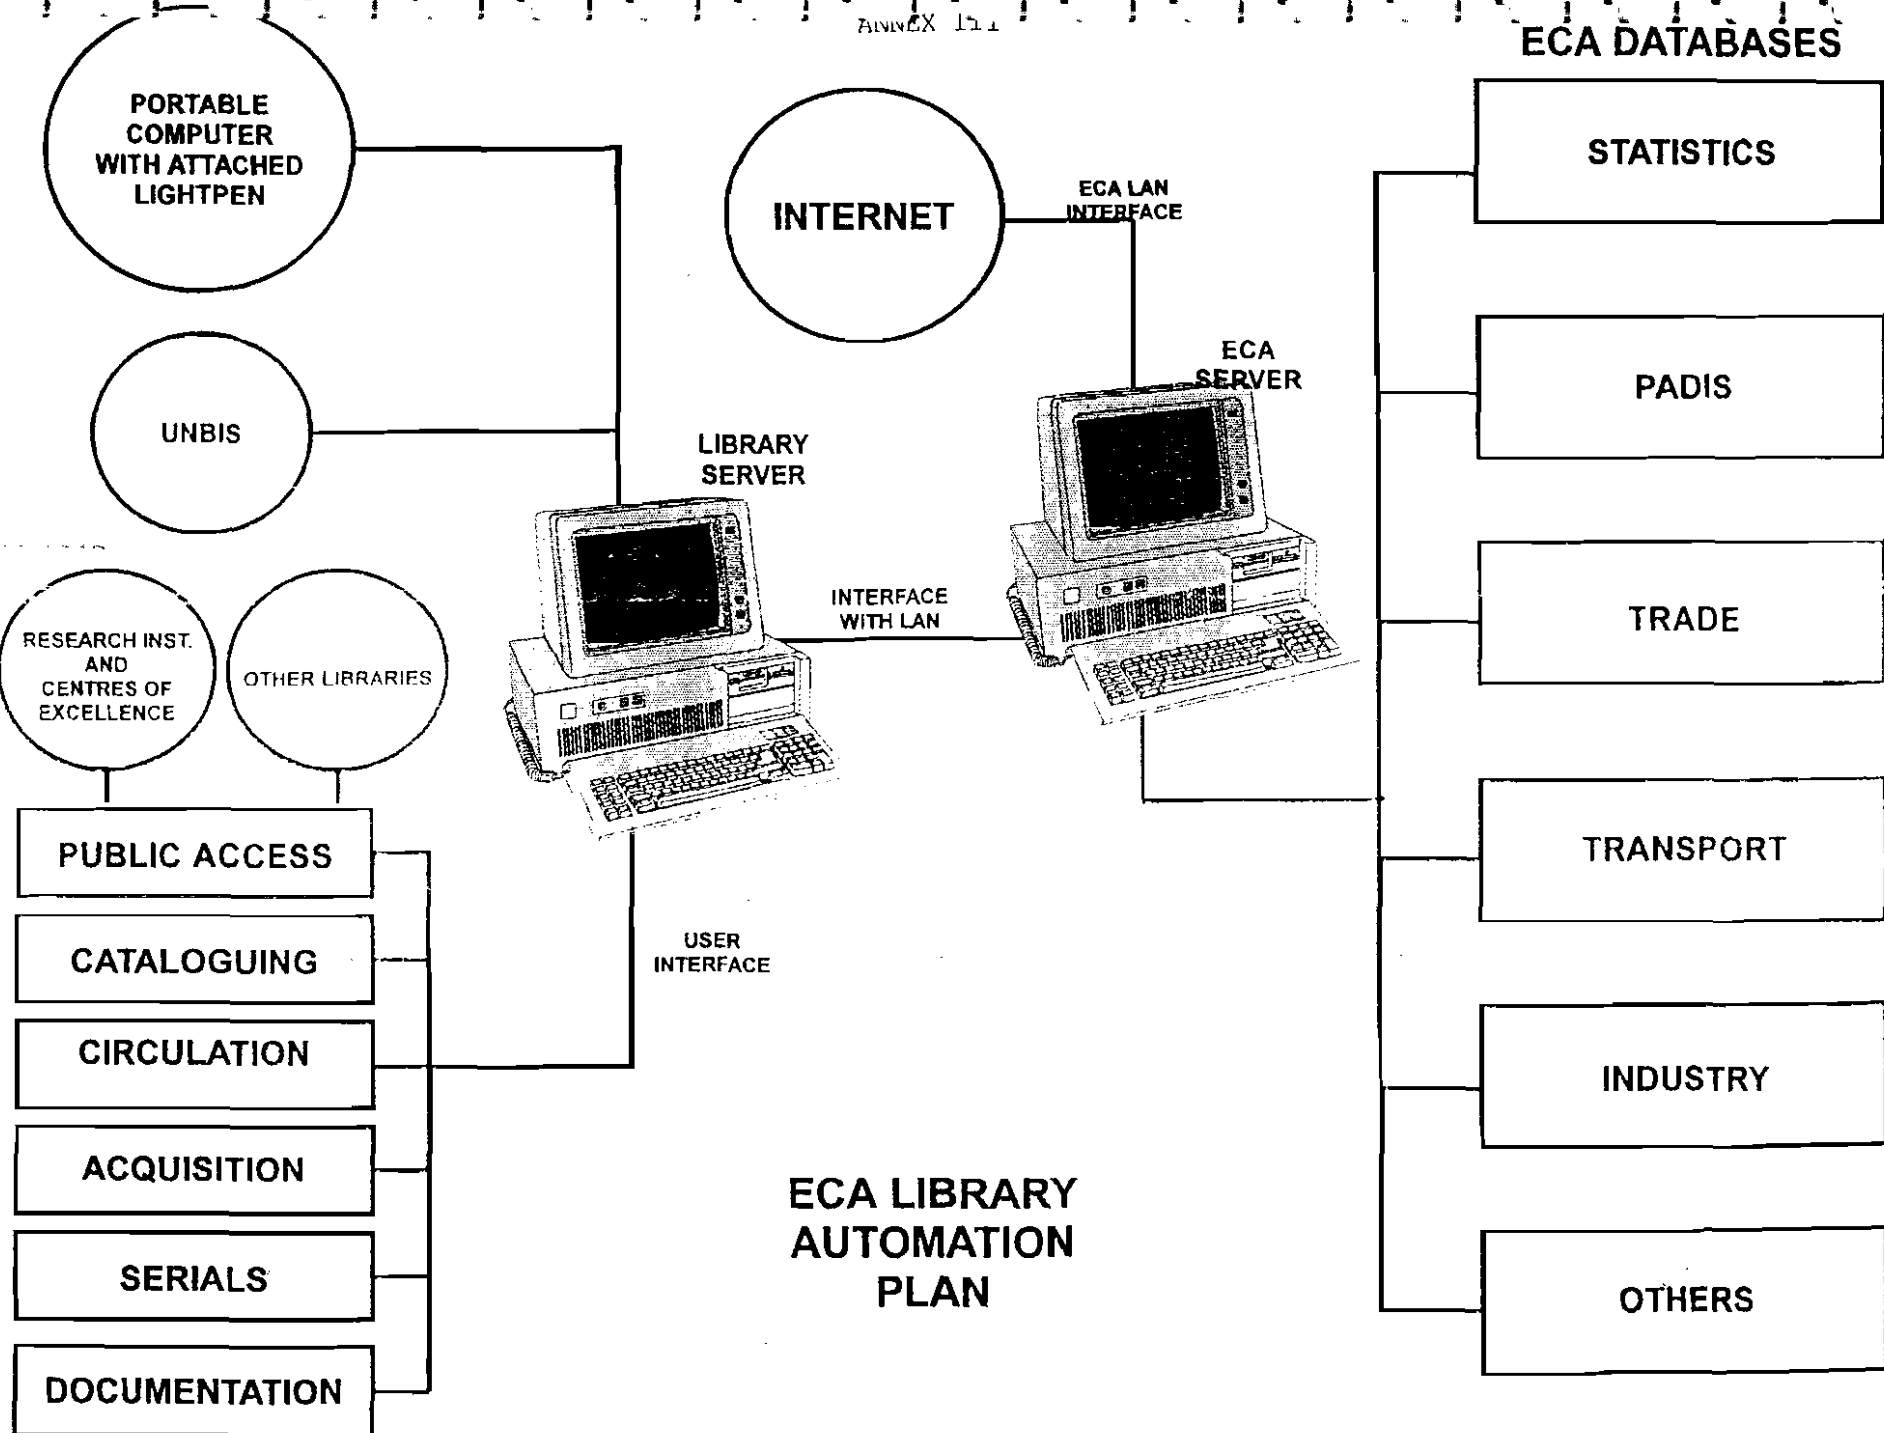 ANNEX III
ECA DATABASES
PORTABLE
COMPUTER
WITH ATTACHED
LIGHTPEN
INTERNET
ECA LAN
INTERFACE
STATISTICS
ECA
SERVER
PADIS
UNBIS
LIBRARY
SERVER
INTERFACE
WITH LAN
TRADE
RESEARCH INST.
AND
CENTRES OF
EXCELLENCE
OTHER LIBRARIES
PUBLIC ACCESS
TRANSPORT
CATALOGUING
USER
INTERFACE
CIRCULATION
INDUSTRY
ACQUISITION
ECA LIBRARY
AUTOMATION
PLAN
SERIALS
OTHERS
DOCUMENTATION